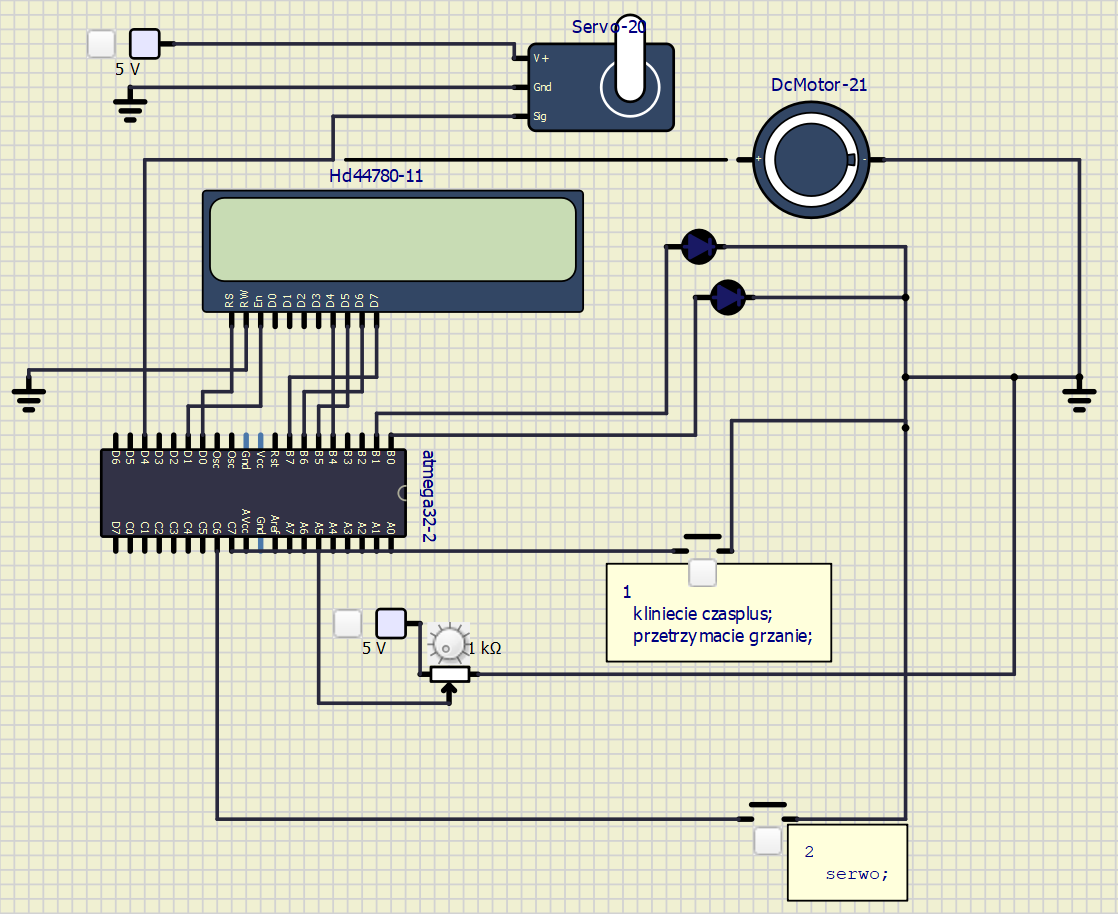 Servo-20
5 V
V+
Gnd
Sig
DcMotor-21
+ -
Hd44780-11
RS RW En D0 D1 D2 D3 D4 D5 D6 D7
D6 D5 D4 D3 D2 D1 D0 Osc Osc Gnd Vcc Rst B7 B6 B5 B4 B3 B2 B1 B0
atmega32-2
D7 C0 C1 C2 C3 C4 C5 C6 C7 AVcc Gnd Aref A7 A6 A5 A4 A3 A2 A1 A0
1
kliniecie czasplus;
przetrzymacie grzanie;
5 V
1 kΩ
2
serwo;